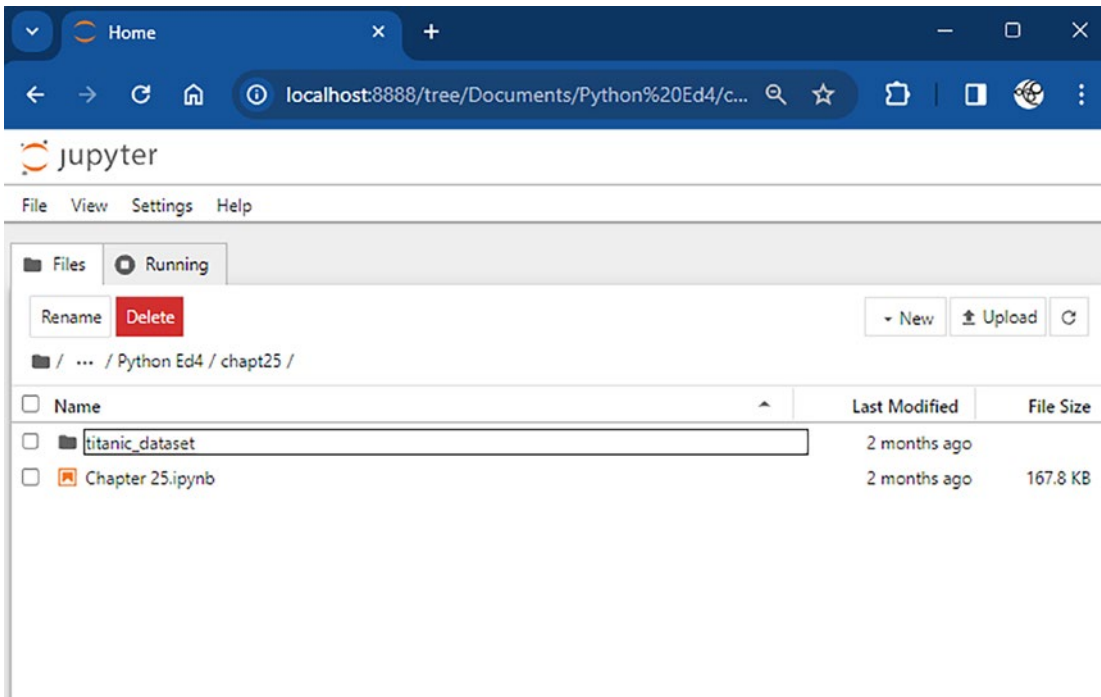 Home
localhost:8888/tree/Documents/Python%20Ed4/c...
jupyter
File View Settings Help
Files Running
Rename Delete New Upload
/ ... / Python Ed4 / chapt25 /
Name Last Modified File Size
titanic_dataset 2 months ago
Chapter 25.ipynb 2 months ago 167.8 KB